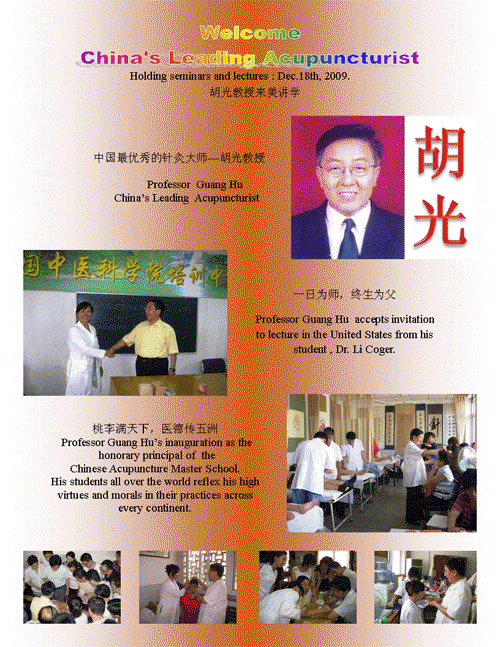 Welcome
China's Leading Acupuncturist
Holding seminars and lectures : Dec.18th, 2009.
胡光教授来美讲学
中国最优秀的针灸大师—胡光教授
Professor Guang Hu
China's Leading Acupuncturist
胡
光
国中医科学院培训中
一日为师，终生为父
Professor Guang Hu accepts invitation
to lecture in the United States from his
student , Dr. Li Coger.
桃李满天下，医德传五洲
Professor Guang Hu's inauguration as the
honorary principal of the
Chinese Acupuncture Master School.
His students all over the world reflex his high
virtues and morals in their practices across
every continent.